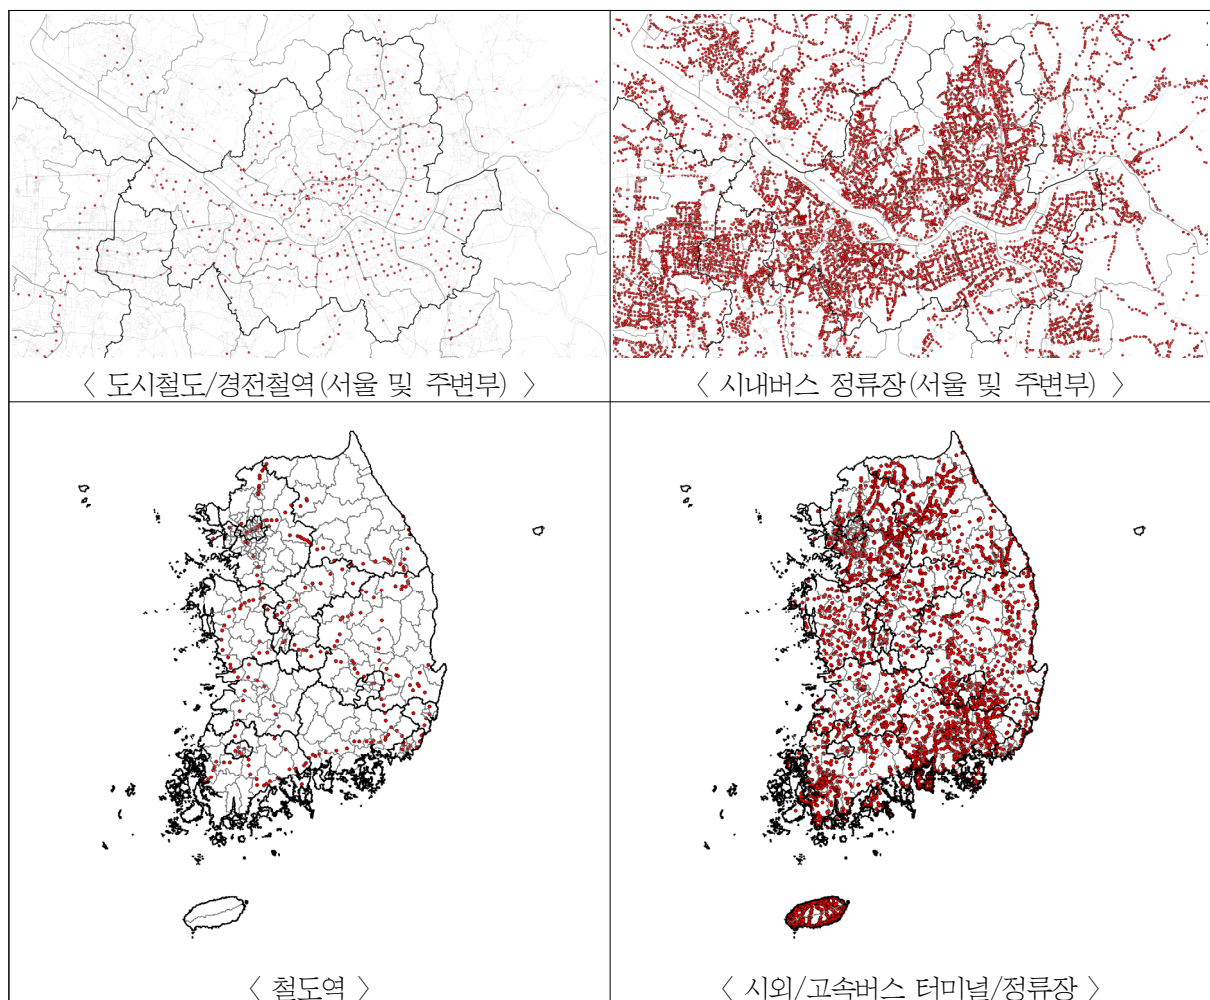 〈 도시철도/경전철역(서울 및 주변부) 〉
〈 시내버스 정류장(서울 및 주변부) 〉
〈 철도역 〉
〈 시외/고속버스 터미널/정류장 〉